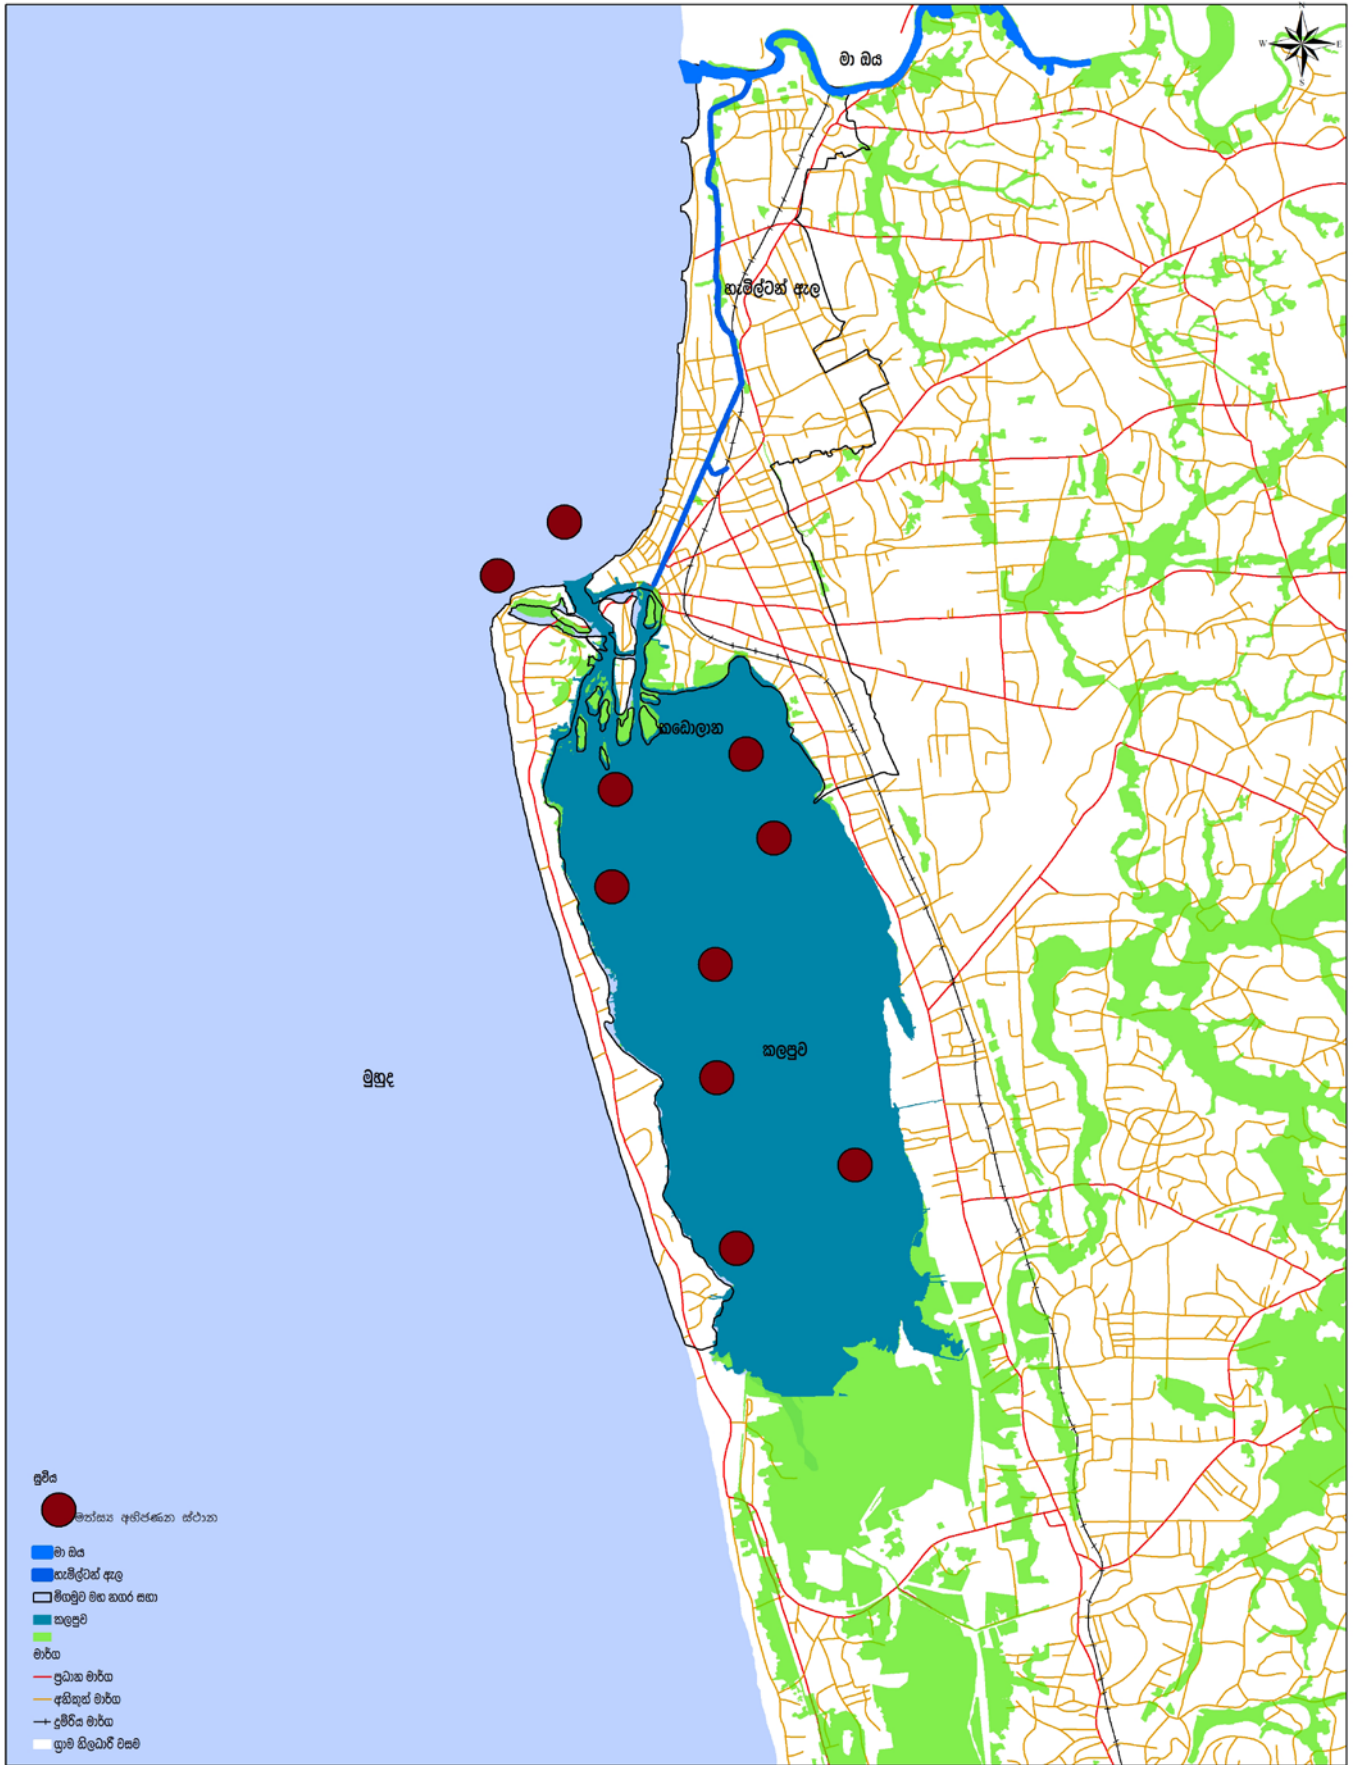 N
W
E
S
මා ඔය
හැමිල්ටන් ඇල
කඩොලාන
කලපුව
මුහුද
සුචිය
මත්ස්‍ය අභිජණන ස්ථාන
මා ඔය
හැමිල්ටන් ඇල
මීගමුව මහ නගර සභා
කලපුව
මාර්ග
ප්‍රධාන මාර්ග
අනිකුත් මාර්ග
දුම්රිය මාර්ග
ග්‍රාම නිලධාරී වසම